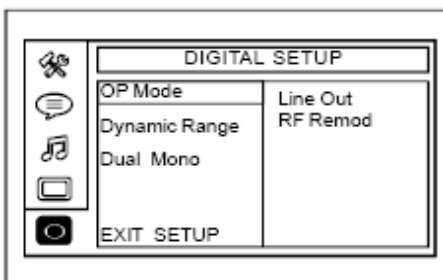 DIGITAL SETUP
OP Mode
Dynamic Range
Dual Mono
EXIT SETUP
Line Out
RF Remod